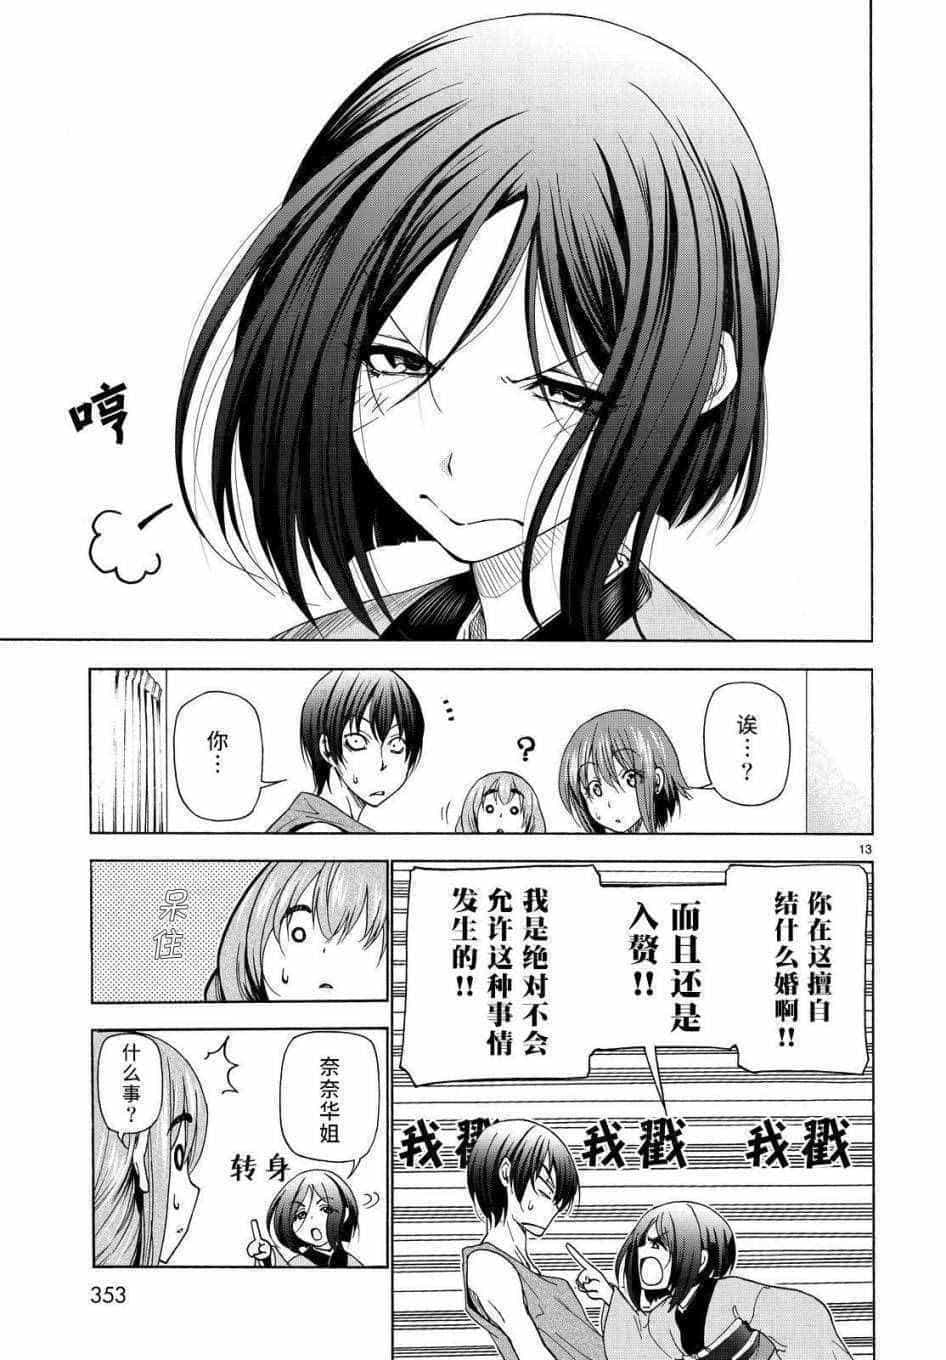 哼
诶…?
?
你…
13
你在这擅自
结什么婚啊!!
而且还是
入赘!!
我是绝对不会
允许这种事情
发生的!!
我戳
我戳
我戳
呆住
奈奈华姐
转身
什么事?
353